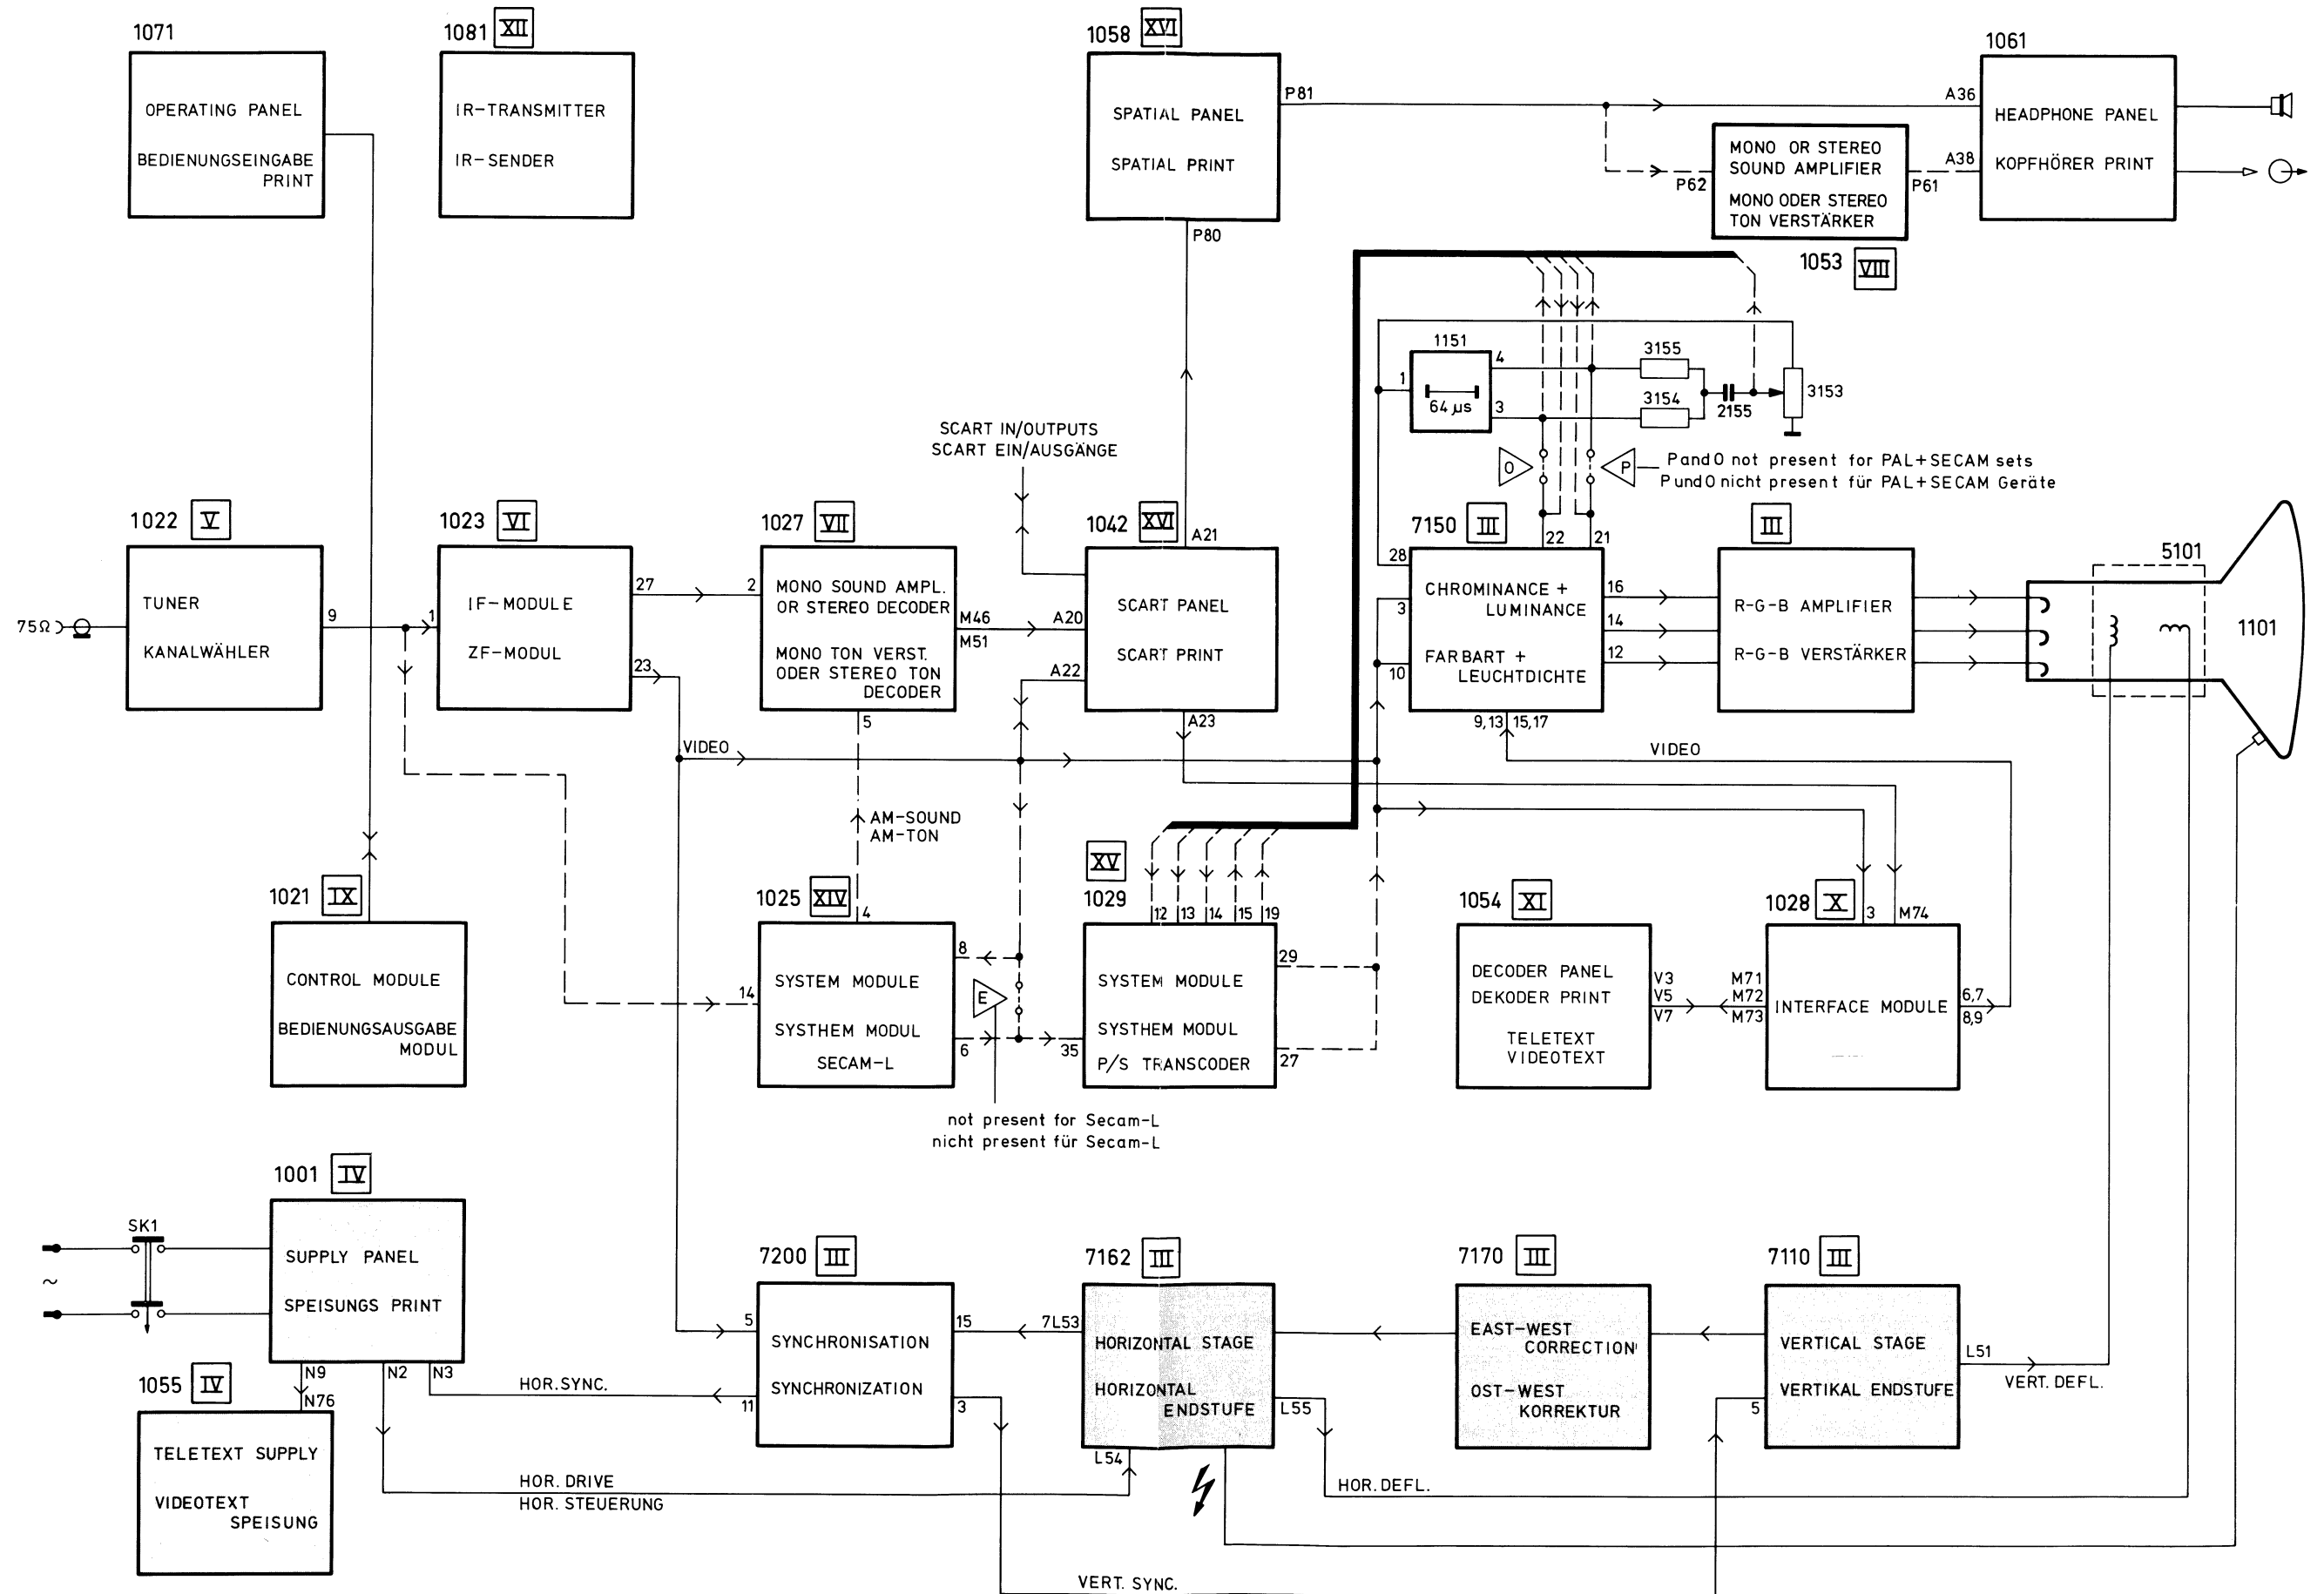 1071
OPERATING PANEL
BEDIENUNGSEINGABE
PRINT
1081 XII
IR-TRANSMITTER
IR-SENDER
1058 XVI
SPATIAL PANEL
SPATIAL PRINT
P81
P80
1061
A36
HEADPHONE PANEL
A38
KOPFHÖRER PRINT
MONO OR STEREO
SOUND AMPLIFIER
MONO ODER STEREO
TON VERSTÄRKER
P62
P61
1053 VIII
1151
1
4
64 µs
3
3155
3154
2155
3153
SCART IN/OUTPUTS
SCART EIN/AUSGÄNGE
O
P
P and O not present for PAL+SECAM sets
P und O nicht present für PAL+SECAM Geräte
1022 V
75Ω
TUNER
KANALWÄHLER
9
1023 VI
1
IF-MODULE
ZF-MODUL
27
23
1027 VII
2
MONO SOUND AMPL.
OR STEREO DECODER
MONO TON VERST.
ODER STEREO TON
DECODER
M46
M51
5
1042 XVI
A21
A20
A22
SCART PANEL
SCART PRINT
A23
7150 III
22
21
28
3
10
CHROMINANCE +
LUMINANCE
FARBART +
LEUCHTDICHTE
16
14
12
9,13
15,17
III
R-G-B AMPLIFIER
R-G-B VERSTÄRKER
5101
1101
VIDEO
VIDEO
AM-SOUND
AM-TON
1021 IX
CONTROL MODULE
BEDIENUNGSAUSGABE
MODUL
1025 XIV
4
14
8
6
SYSTEM MODULE
SYSTHEM MODUL
SECAM-L
E
not present for Secam-L
nicht present für Secam-L
XV
1029
12
13
14
15
19
35
29
27
SYSTEM MODULE
SYSTHEM MODUL
P/S TRANSCODER
1054 XI
DECODER PANEL
DEKODER PRINT
TELETEXT
VIDEOTEXT
V3
V5
V7
1028 X
3
M74
M71
M72
M73
INTERFACE MODULE
6,7
8,9
1001 IV
SK1
~
SUPPLY PANEL
SPEISUNGS PRINT
N9
N2
N3
N76
1055 IV
TELETEXT SUPPLY
VIDEOTEXT
SPEISUNG
HOR.SYNC.
HOR. DRIVE
HOR. STEUERUNG
7200 III
5
15
SYNCHRONISATION
SYNCHRONIZATION
11
3
7162 III
7L53
HORIZONTAL STAGE
HORIZONTAL
ENDSTUFE
L54
L55
HOR. DEFL.
7170 III
EAST-WEST
CORRECTION
OST-WEST
KORREKTUR
7110 III
VERTICAL STAGE
VERTIKAL ENDSTUFE
5
L51
VERT. DEFL.
VERT. SYNC.